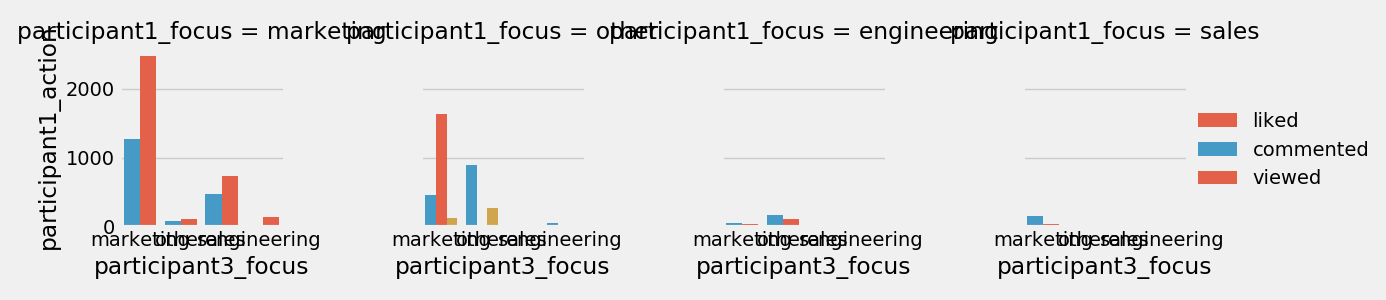 participant1_focus = marketing
participant1_focus = other
participant1_focus = engineering
participant1_focus = sales
participant1_action
2000
1000
0
liked
commented
viewed
marketing other sales engineering
marketing other sales engineering
marketing other sales engineering
marketing other sales engineering
participant3_focus
participant3_focus
participant3_focus
participant3_focus